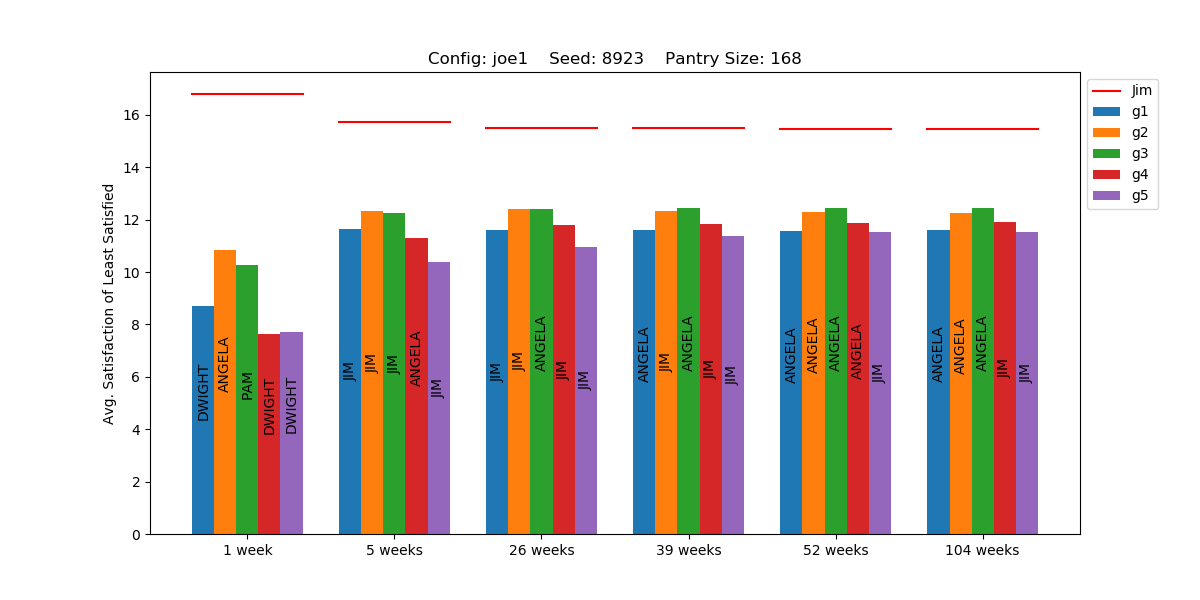 Config: joe1    Seed: 8923    Pantry Size: 168
Avg. Satisfaction of Least Satisfied
16
14
12
10
8
6
4
2
0
DWIGHT
ANGELA
PAM
DWIGHT
DWIGHT
JIM
JIM
JIM
ANGELA
JIM
JIM
JIM
ANGELA
JIM
JIM
ANGELA
JIM
ANGELA
JIM
JIM
ANGELA
ANGELA
ANGELA
ANGELA
JIM
ANGELA
ANGELA
ANGELA
JIM
JIM
1 week
5 weeks
26 weeks
39 weeks
52 weeks
104 weeks
Jim
g1
g2
g3
g4
g5